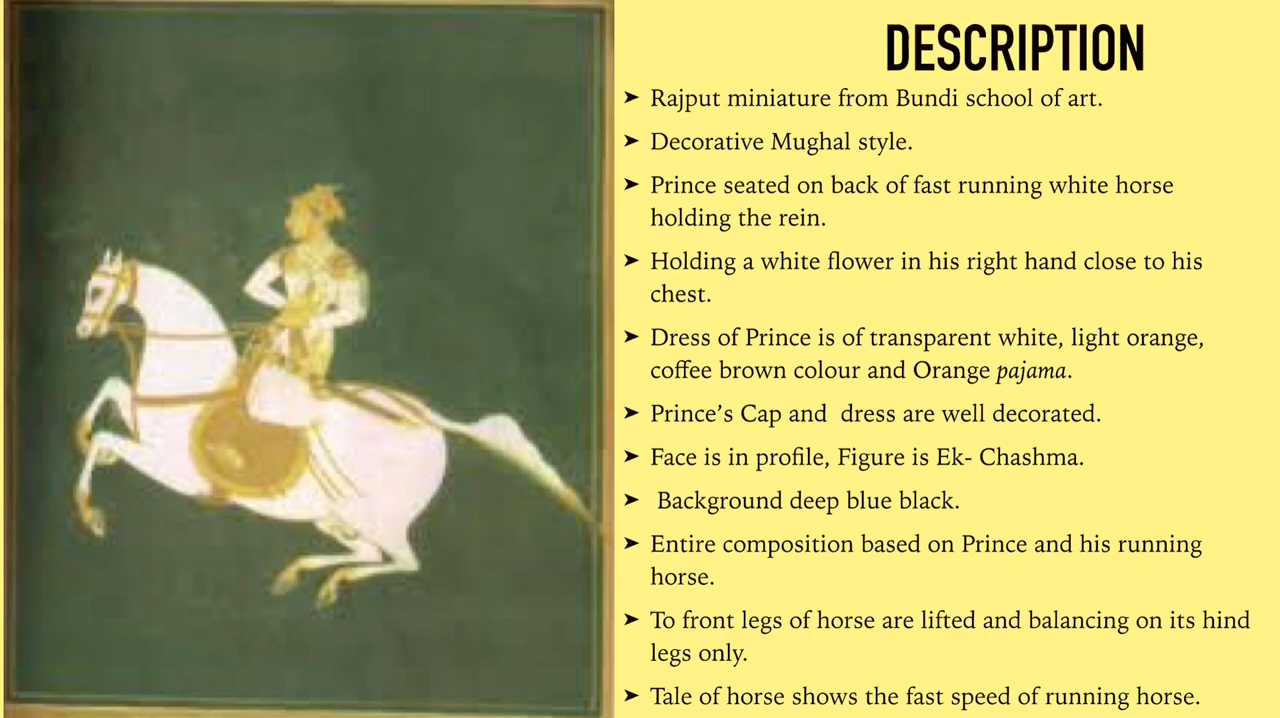 DESCRIPTION
➤ Rajput miniature from Bundi school of art.
➤ Decorative Mughal style.
➤ Prince seated on back of fast running white horse
holding the rein.
➤ Holding a white flower in his right hand close to his
chest.
➤ Dress of Prince is of transparent white, light orange,
coffee brown colour and Orange pajama.
➤ Prince’s Cap and  dress are well decorated.
➤ Face is in profile, Figure is Ek- Chashma.
➤ Background deep blue black.
➤ Entire composition based on Prince and his running
horse.
➤ To front legs of horse are lifted and balancing on its hind
legs only.
➤ Tale of horse shows the fast speed of running horse.